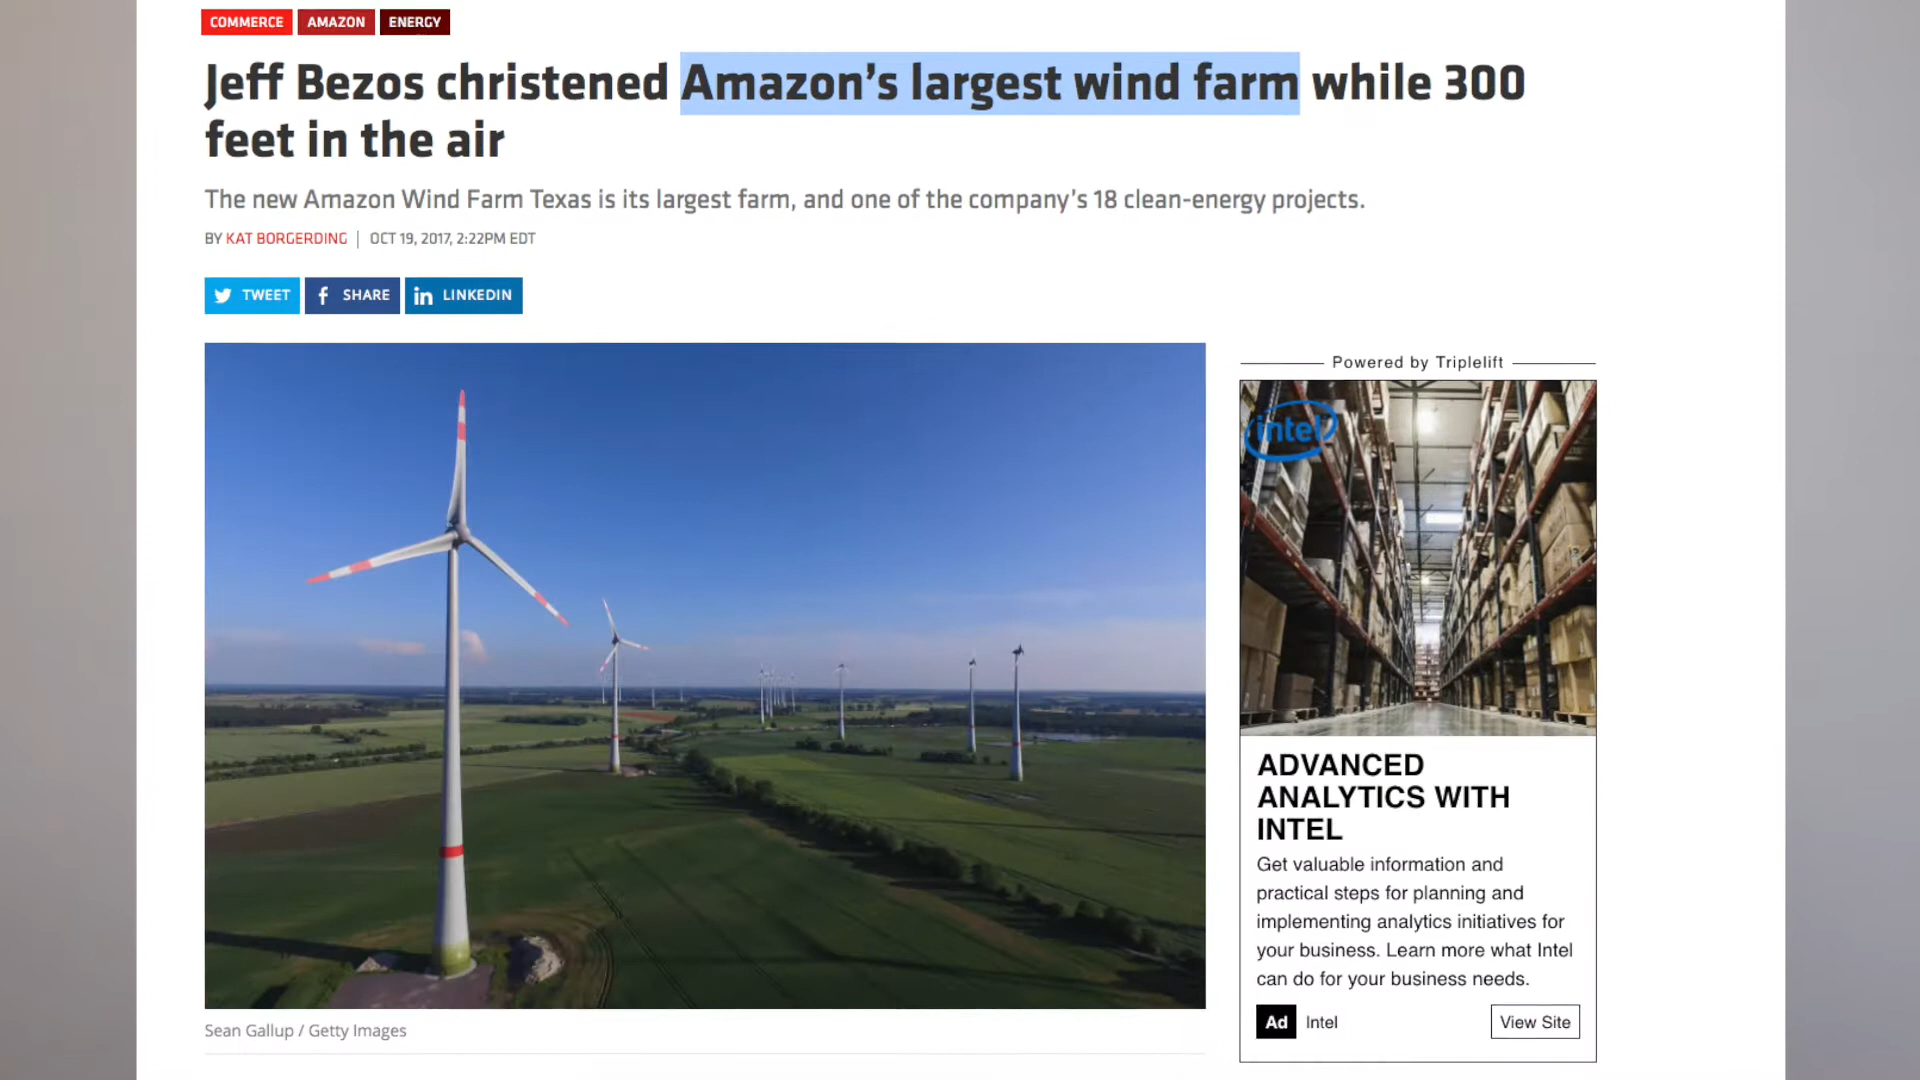 COMMERCE AMAZON ENERGY
Jeff Bezos christened Amazon’s largest wind farm while 300
feet in the air
The new Amazon Wind Farm Texas is its largest farm, and one of the company’s 18 clean-energy projects.
BY KAT BORGERDING | OCT 19, 2017, 2:22PM EDT
TWEET SHARE LINKEDIN
Sean Gallup / Getty Images
Powered by Triplelift
intel
ADVANCED
ANALYTICS WITH
INTEL
Get valuable information and
practical steps for planning and
implementing analytics initiatives for
your business. Learn more what Intel
can do for your business needs.
Ad Intel View Site